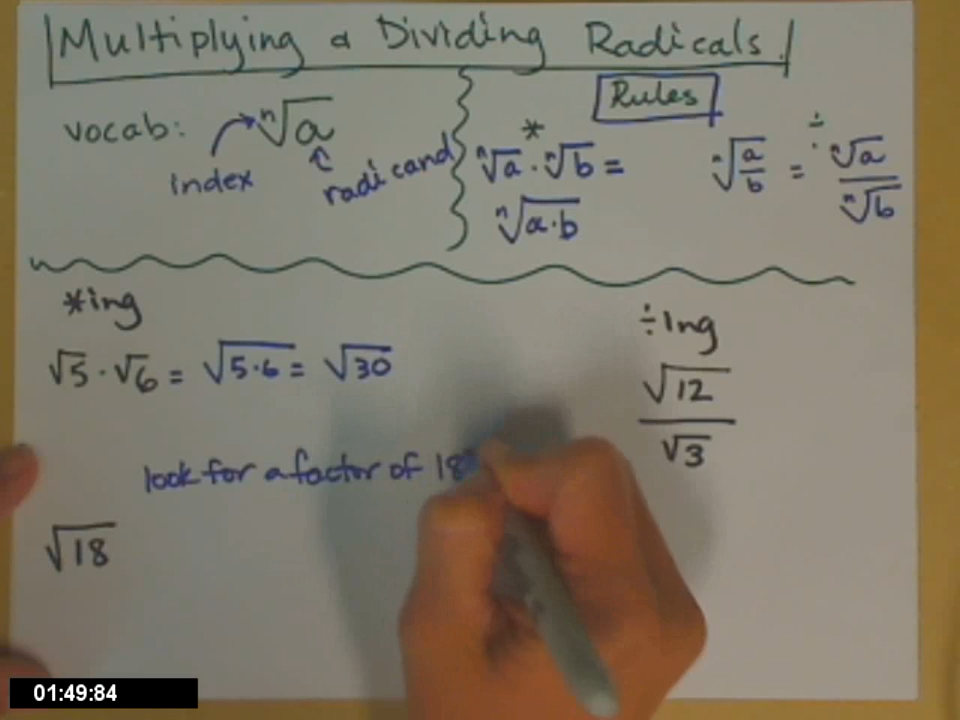 Multiplying & Dividing Radicals
vocab: ⁿ√a
index
radicand
Rules
*
ⁿ√a · ⁿ√b =
ⁿ√a·b
÷
ⁿ√a/b = ⁿ√a/ⁿ√b
*ing
√5 · √6 = √5·6 = √30
look for a factor of 18
√18
÷ing
√12
√3
01:49:84